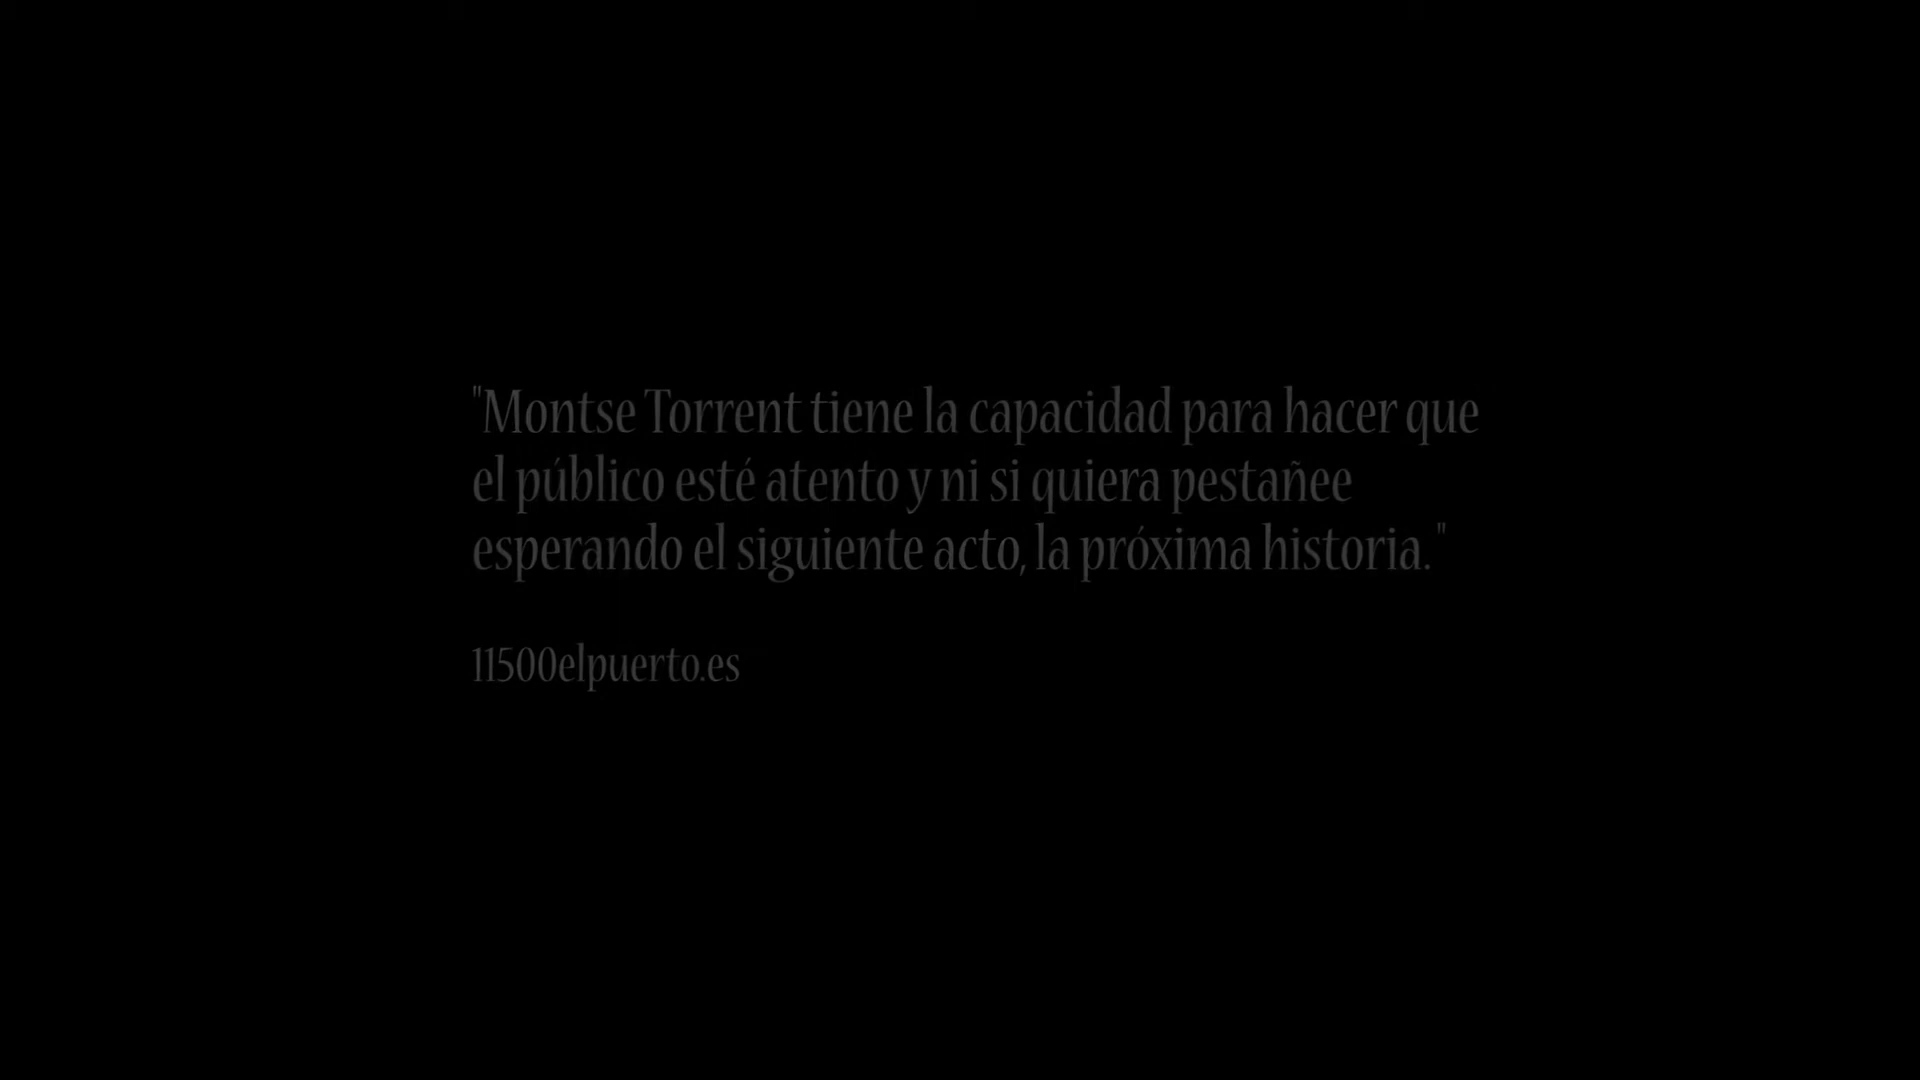 "Montse Torrent tiene la capacidad para hacer que
el público esté atento y ni si quiera pestañee
esperando el siguiente acto, la próxima historia. "
11500elpuerto.es